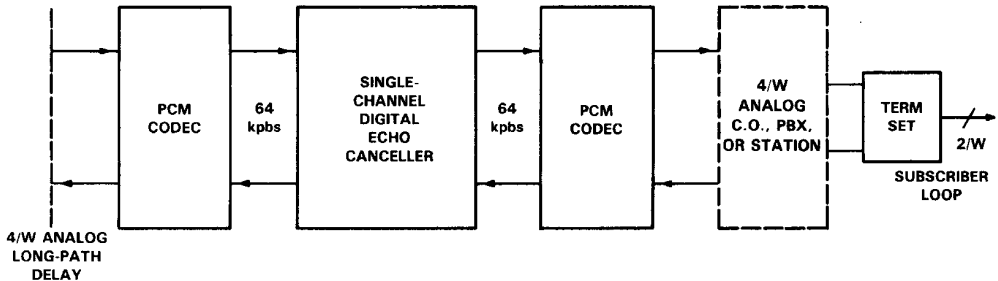 PCM
CODEC
64
kpbs
SINGLE-
CHANNEL
DIGITAL
ECHO
CANCELLER
64
kpbs
PCM
CODEC
4/W
ANALOG
C.O., PBX,
OR STATION
TERM
SET
2/W
SUBSCRIBER
LOOP
4/W ANALOG
LONG-PATH
DELAY